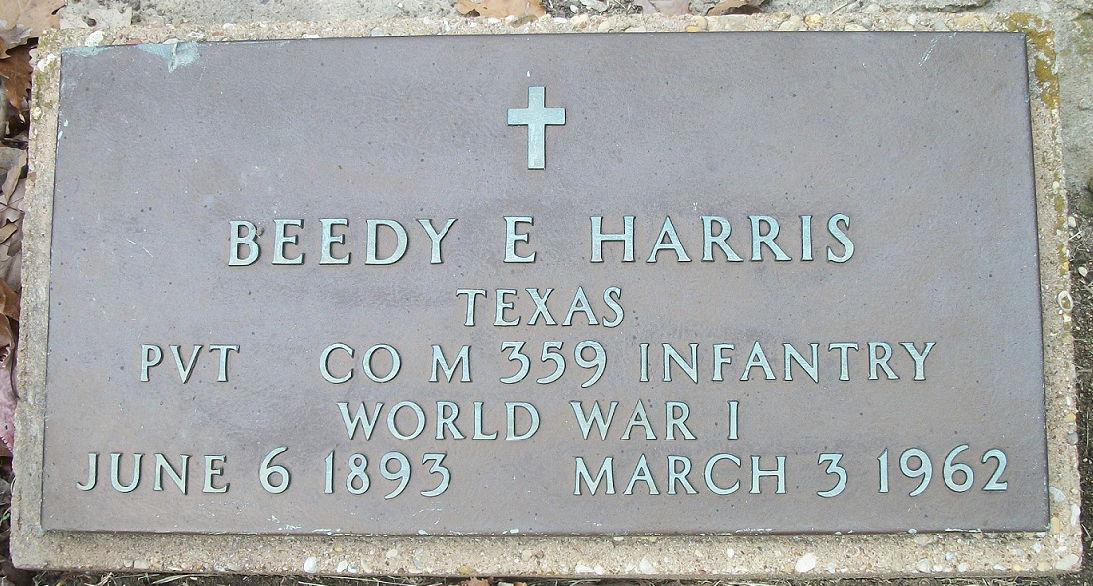 BEEDY E HARRIS
TEXAS
PVT CO M 359 INFANTRY
WORLD WAR I
JUNE 6 1893 MARCH 3 1962